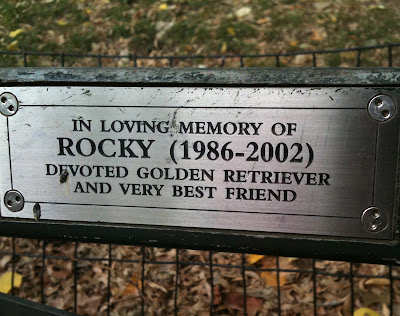 IN LOVING MEMORY OF
ROCKY (1986-2002)
DEVOTED GOLDEN RETRIEVER
AND VERY BEST FRIEND